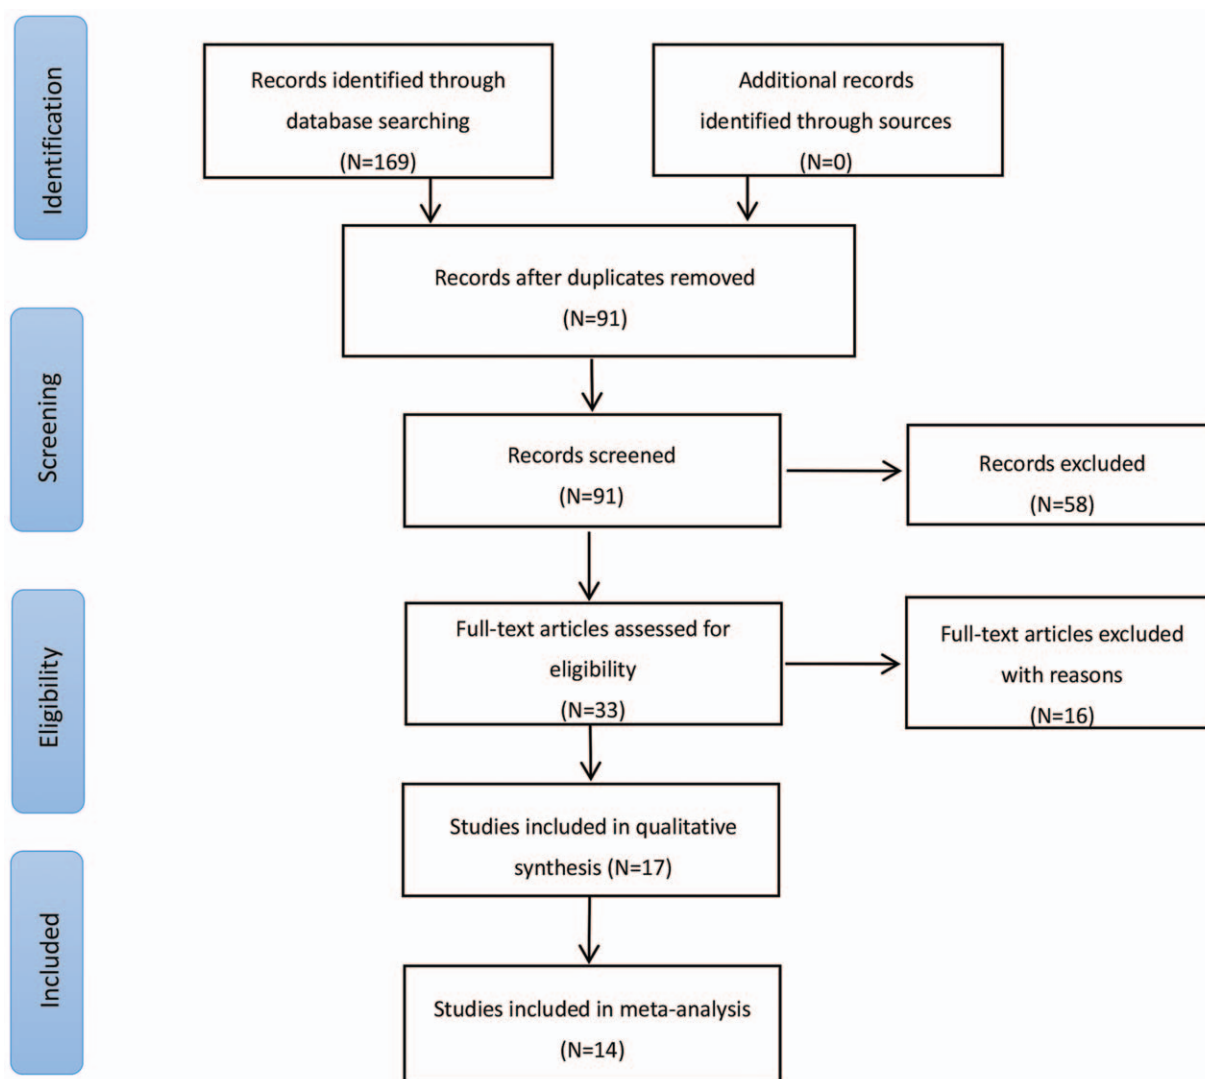 Identification
Records identified through
database searching
(N=169)
Additional records
identified through sources
(N=0)
Records after duplicates removed
(N=91)
Screening
Records screened
(N=91)
Records excluded
(N=58)
Eligibility
Full-text articles assessed for
eligibility
(N=33)
Full-text articles excluded
with reasons
(N=16)
Studies included in qualitative
synthesis (N=17)
Included
Studies included in meta-analysis
(N=14)